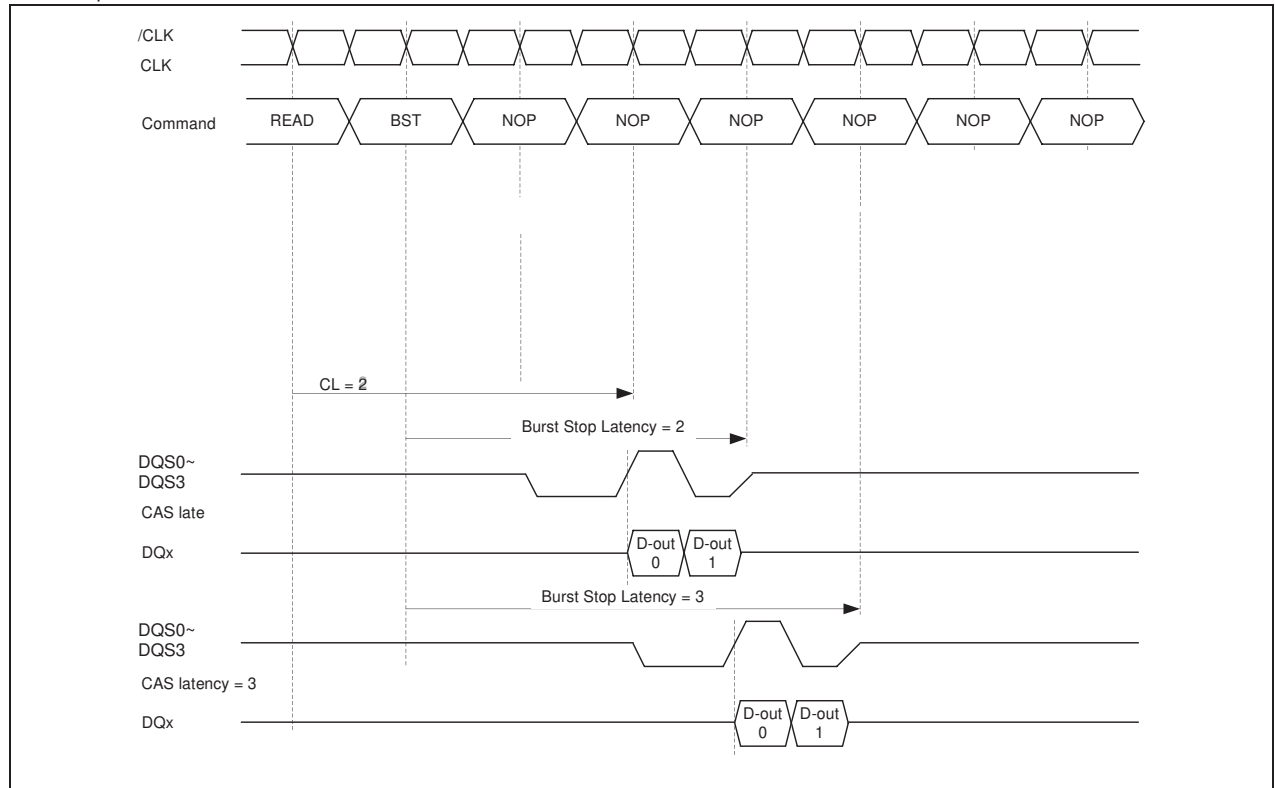 /CLK
CLK
Command READ BST NOP NOP NOP NOP NOP NOP
CL = 2
Burst Stop Latency = 2
DQS0~
DQS3
CAS late
DQx D-out 0 D-out 1
Burst Stop Latency = 3
DQS0~
DQS3
CAS latency = 3
DQx D-out 0 D-out 1